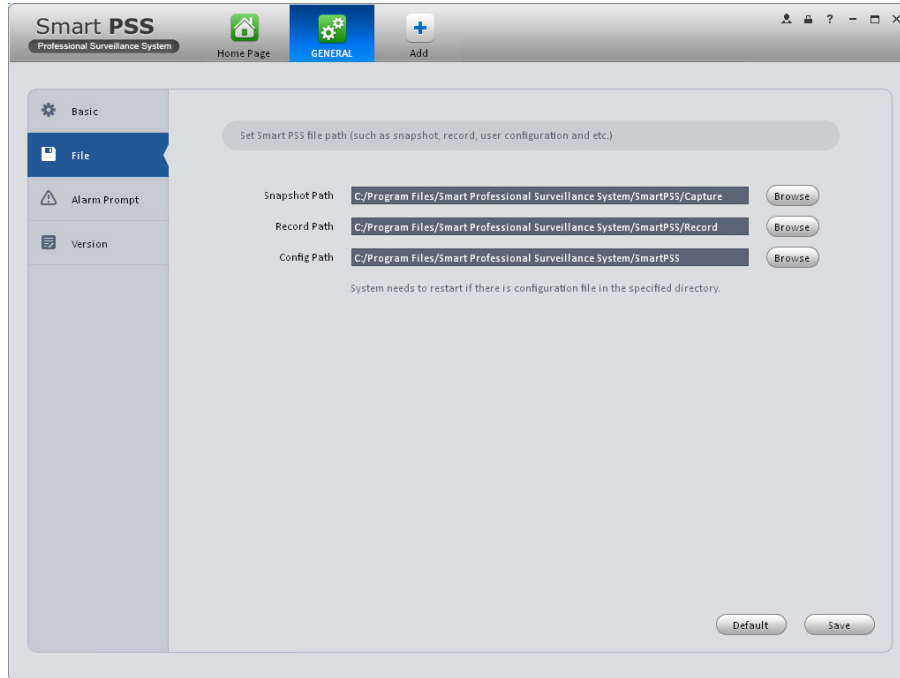 Smart PSS
Professional Surveillance System
Home Page
GENERAL
Add
?
Basic
File
Alarm Prompt
Version
Set Smart PSS file path (such as snapshot, record, user configuration and etc.)
Snapshot Path C:/Program Files/Smart Professional Surveillance System/SmartPSS/Capture Browse
Record Path C:/Program Files/Smart Professional Surveillance System/SmartPSS/Record Browse
Config Path C:/Program Files/Smart Professional Surveillance System/SmartPSS Browse
System needs to restart if there is configuration file in the specified directory.
Default Save